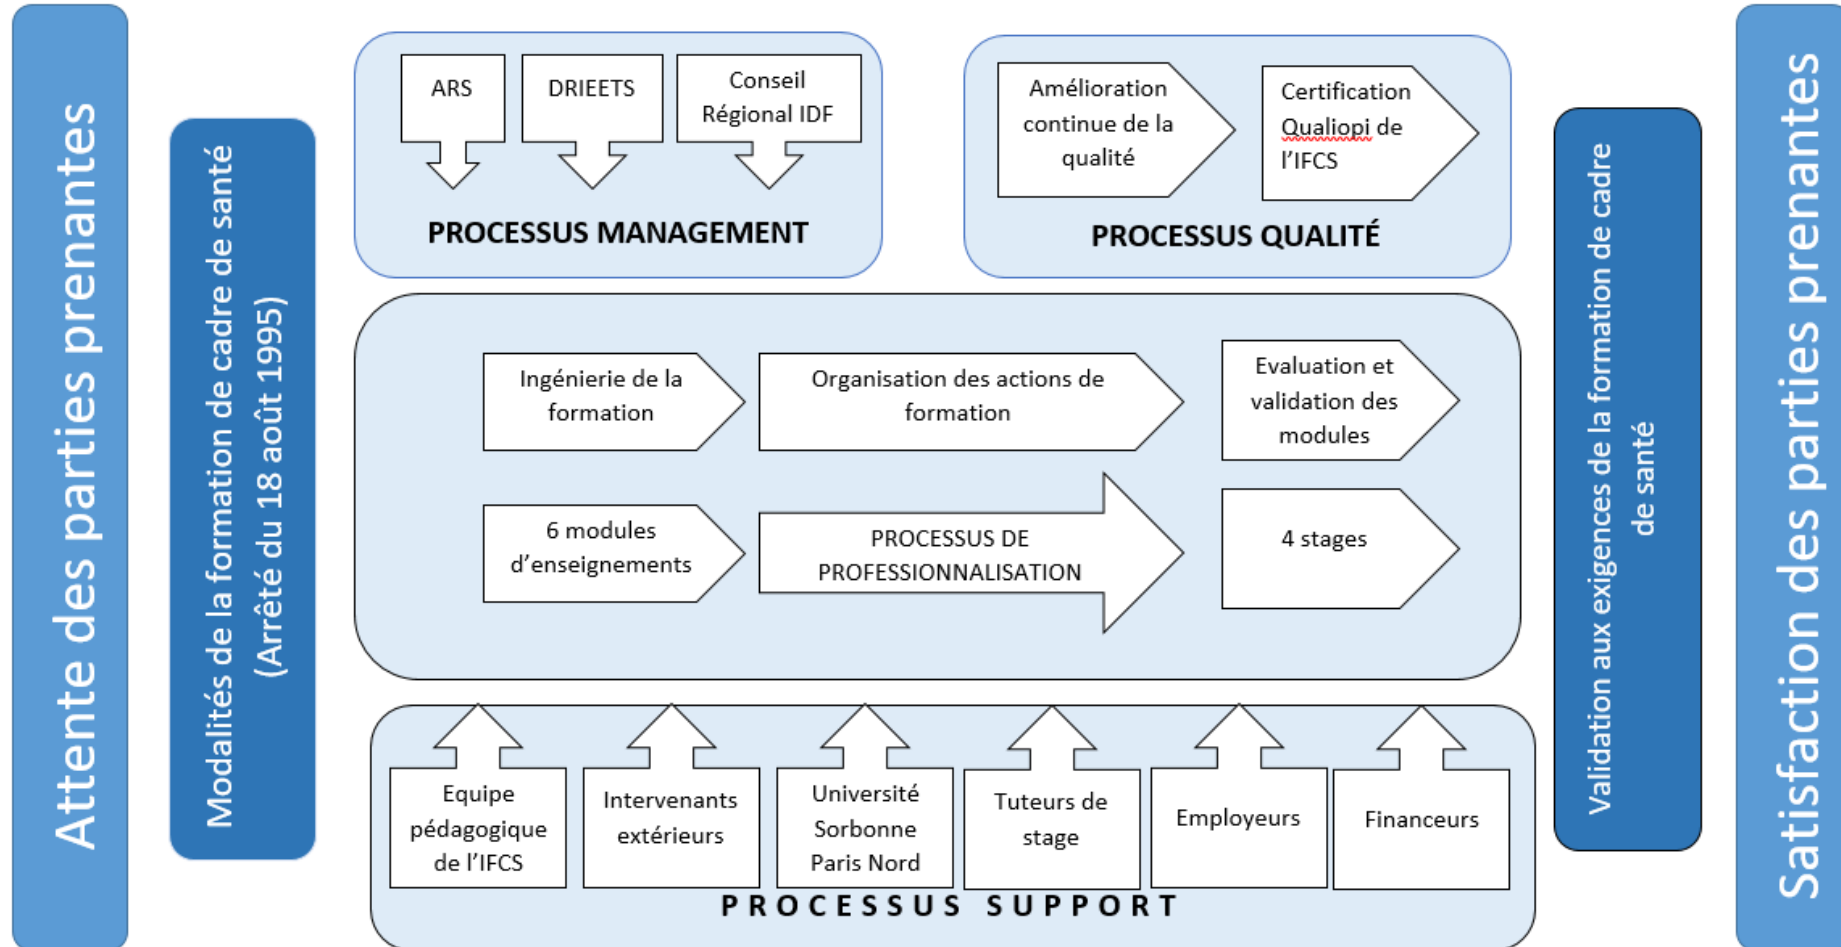 Attente des parties prenantes
Modalités de la formation de cadre de santé
(Arrêté du 18 août 1995)
ARS
DRIEETS
Conseil
Régional IDF
PROCESSUS MANAGEMENT
Amélioration
continue de la
qualité
Certification
Qualiopi de
l’IFCS
PROCESSUS QUALITÉ
Ingénierie de la
formation
Organisation des actions de
formation
Evaluation et
validation des
modules
6 modules
d’enseignements
PROCESSUS DE
PROFESSIONNALISATION
4 stages
Equipe
pédagogique
de l’IFCS
Intervenants
extérieurs
Université
Sorbonne
Paris Nord
Tuteurs de
stage
Employeurs
Financeurs
PROCESSUS SUPPORT
Validation aux exigences de la formation de cadre
de santé
Satisfaction des parties prenantes